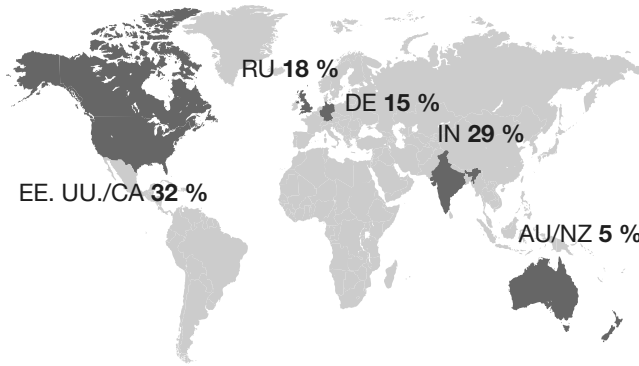 RU 18 %
DE 15 %
IN 29 %
EE. UU./CA 32 %
AU/NZ 5 %